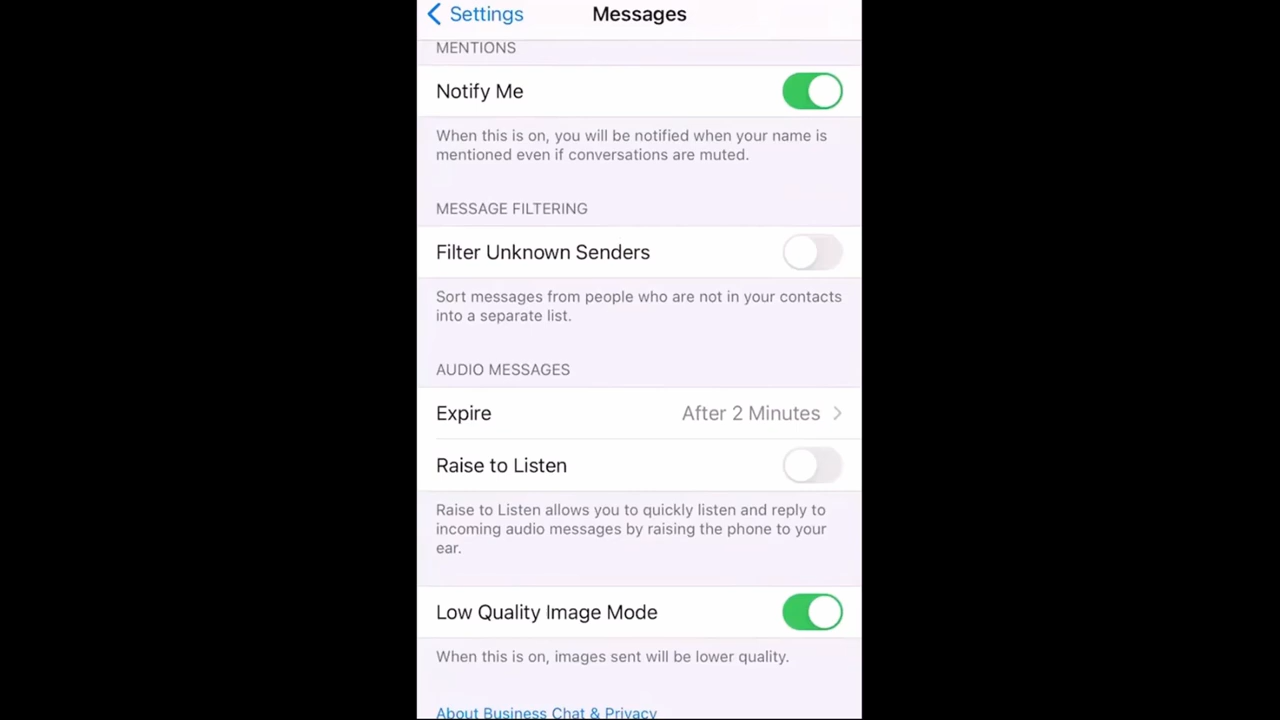 Settings
Messages
MENTIONS
Notify Me
When this is on, you will be notified when your name is
mentioned even if conversations are muted.
MESSAGE FILTERING
Filter Unknown Senders
Sort messages from people who are not in your contacts
into a separate list.
AUDIO MESSAGES
Expire After 2 Minutes
Raise to Listen
Raise to Listen allows you to quickly listen and reply to
incoming audio messages by raising the phone to your
ear.
Low Quality Image Mode
When this is on, images sent will be lower quality.
About Business Chat & Privacy